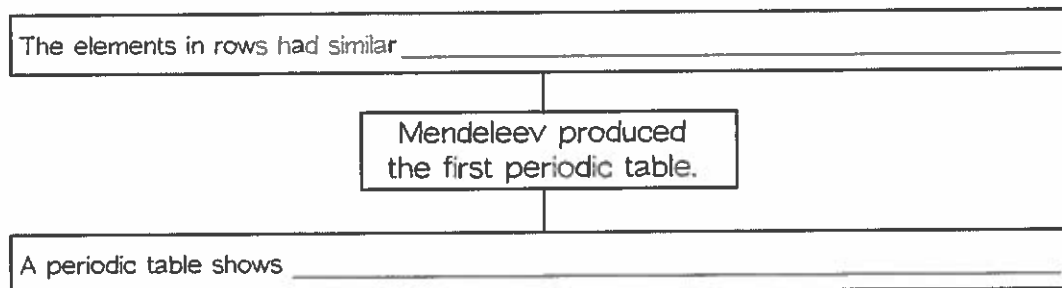 The elements in rows had similar
Mendeleev produced
the first periodic table.
A periodic table shows